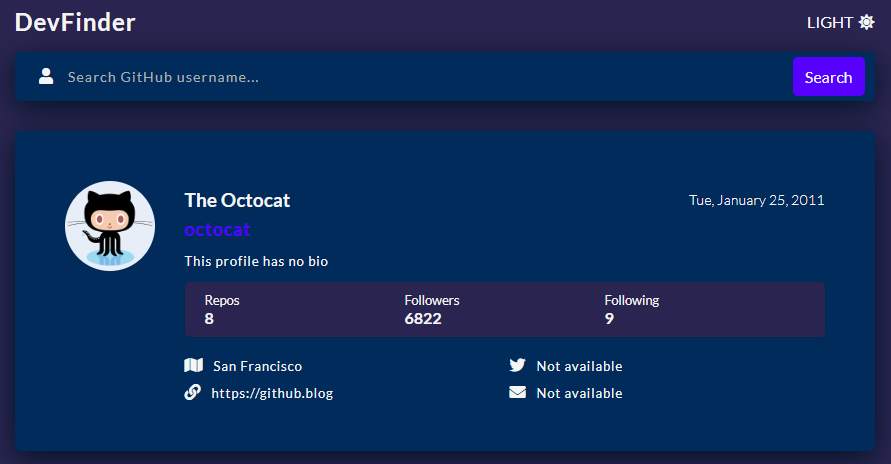 DevFinder
LIGHT
Search GitHub username...
Search
The Octocat
Tue, January 25, 2011
octocat
This profile has no bio
Repos Followers Following
8 6822 9
San Francisco Not available
https://github.blog Not available